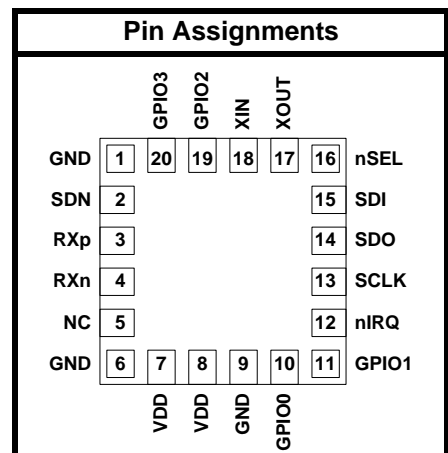 Pin Assignments
GPIO3 GPIO2 XIN XOUT
GND 1 20 19 18 17 16 nSEL
SDN 2 15 SDI
RXp 3 14 SDO
RXn 4 13 SCLK
NC 5 12 nIRQ
GND 6 7 8 9 10 11 GPIO1
VDD VDD GND GPIO0